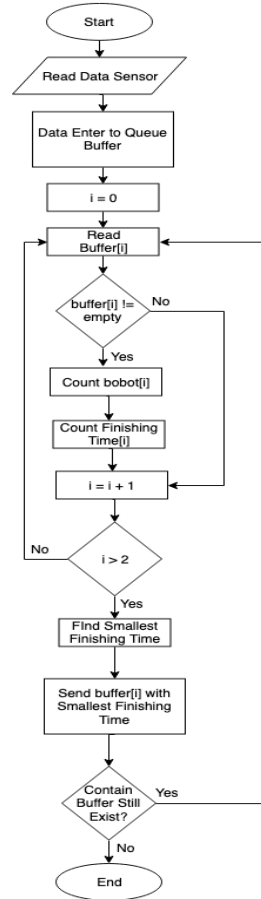 Start
Read Data Sensor
Data Enter to Queue
Buffer
i = 0
Read
Buffer[i]
buffer[i] !=
empty
No
Yes
Count bobot[i]
Count Finishing
Time[i]
i = i + 1
No
i > 2
Yes
FInd Smallest
Finishing Time
Send buffer[i] with
Smallest Finishing
Time
Contain
Buffer Still
Exist?
Yes
No
End